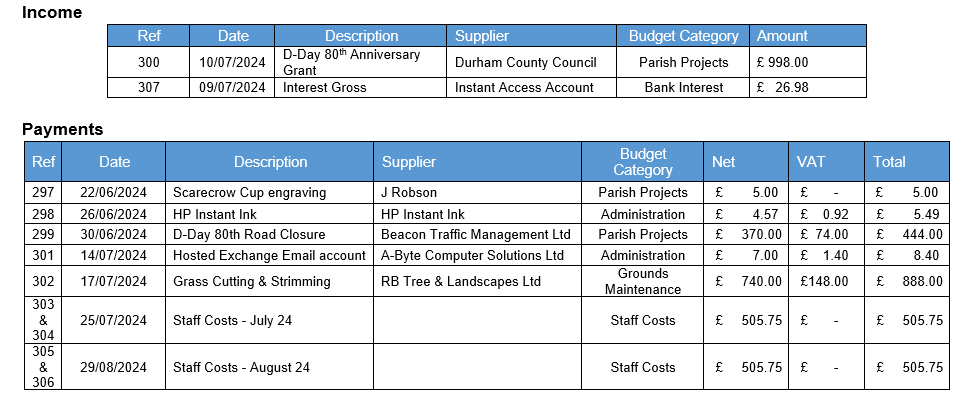 Income
Ref Date Description Supplier Budget Category Amount
300 10/07/2024 D-Day 80th Anniversary Grant Durham County Council Parish Projects £ 998.00
307 09/07/2024 Interest Gross Instant Access Account Bank Interest £ 26.98
Payments
Ref Date Description Supplier Budget Category Net VAT Total
297 22/06/2024 Scarecrow Cup engraving J Robson Parish Projects £ 5.00 £ - £ 5.00
298 26/06/2024 HP Instant Ink HP Instant Ink Administration £ 4.57 £ 0.92 £ 5.49
299 30/06/2024 D-Day 80th Road Closure Beacon Traffic Management Ltd Parish Projects £ 370.00 £ 74.00 £ 444.00
301 14/07/2024 Hosted Exchange Email account A-Byte Computer Solutions Ltd Administration £ 7.00 £ 1.40 £ 8.40
302 17/07/2024 Grass Cutting & Strimming RB Tree & Landscapes Ltd Grounds Maintenance £ 740.00 £148.00 £ 888.00
303 & 304 25/07/2024 Staff Costs - July 24 Staff Costs £ 505.75 £ - £ 505.75
305 & 306 29/08/2024 Staff Costs - August 24 Staff Costs £ 505.75 £ - £ 505.75